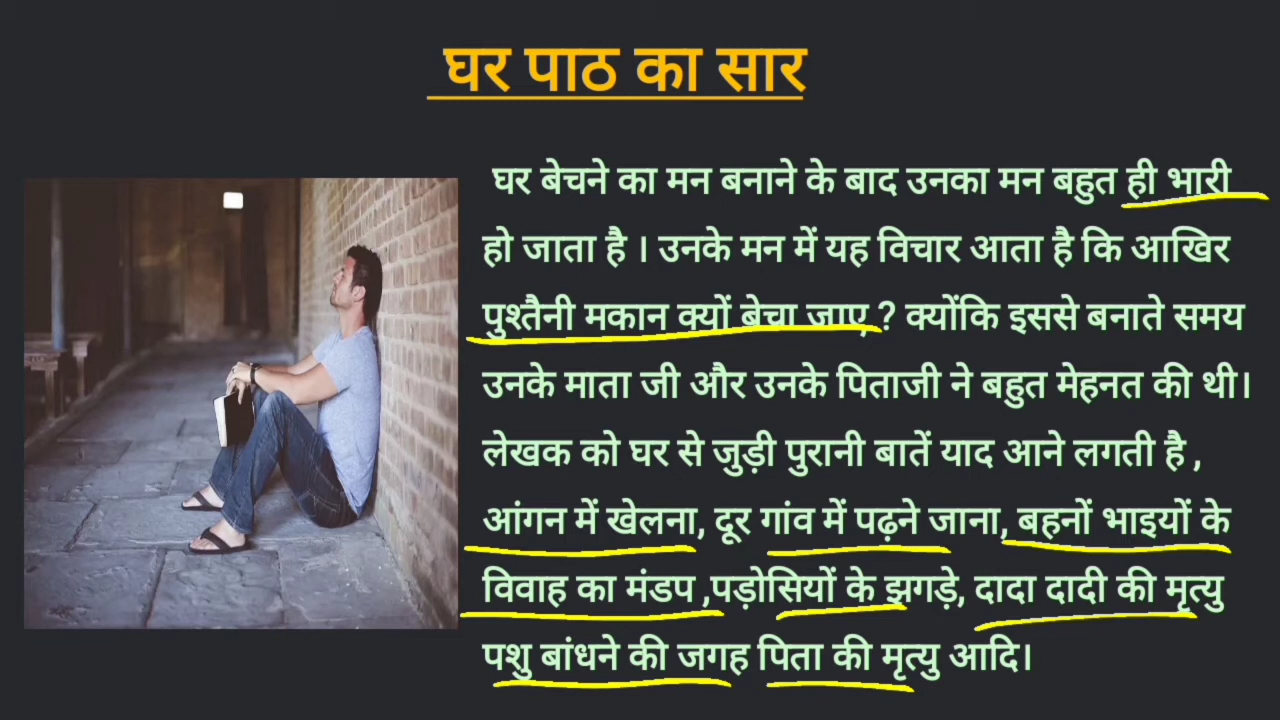 घर पाठ का सार
घर बेचने का मन बनाने के बाद उनका मन बहुत ही भारी
हो जाता है । उनके मन में यह विचार आता है कि आखिर
पुश्तैनी मकान क्यों बेचा जाए ? क्योंकि इससे बनाते समय
उनके माता जी और उनके पिताजी ने बहुत मेहनत की थी।
लेखक को घर से जुड़ी पुरानी बातें याद आने लगती है ,
आंगन में खेलना, दूर गांव में पढ़ने जाना, बहनों भाइयों के
विवाह का मंडप ,पड़ोसियों के झगड़े, दादा दादी की मृत्यु
पशु बांधने की जगह पिता की मृत्यु आदि।